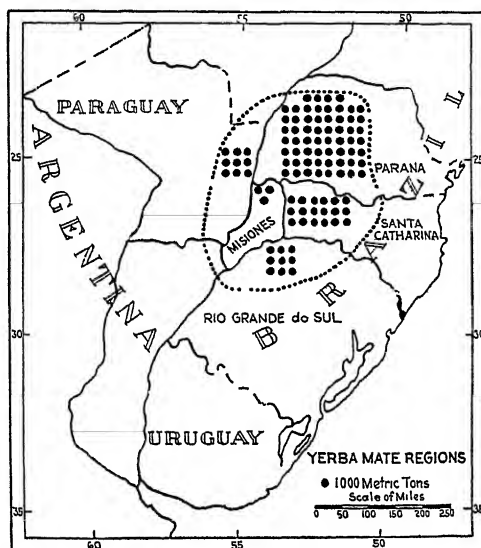 60 55 50
PARAGUAY
ARGENTINA
BRAZIL
25 25
PARANA
MISIONES
SANTA
CATHARINA
RIO GRANDE do SUL
30 30
URUGUAY
YERBA MATE REGIONS
1000 Metric Tons
Scale of Miles
0 50 100 150 200 250
35 35
60 55 50